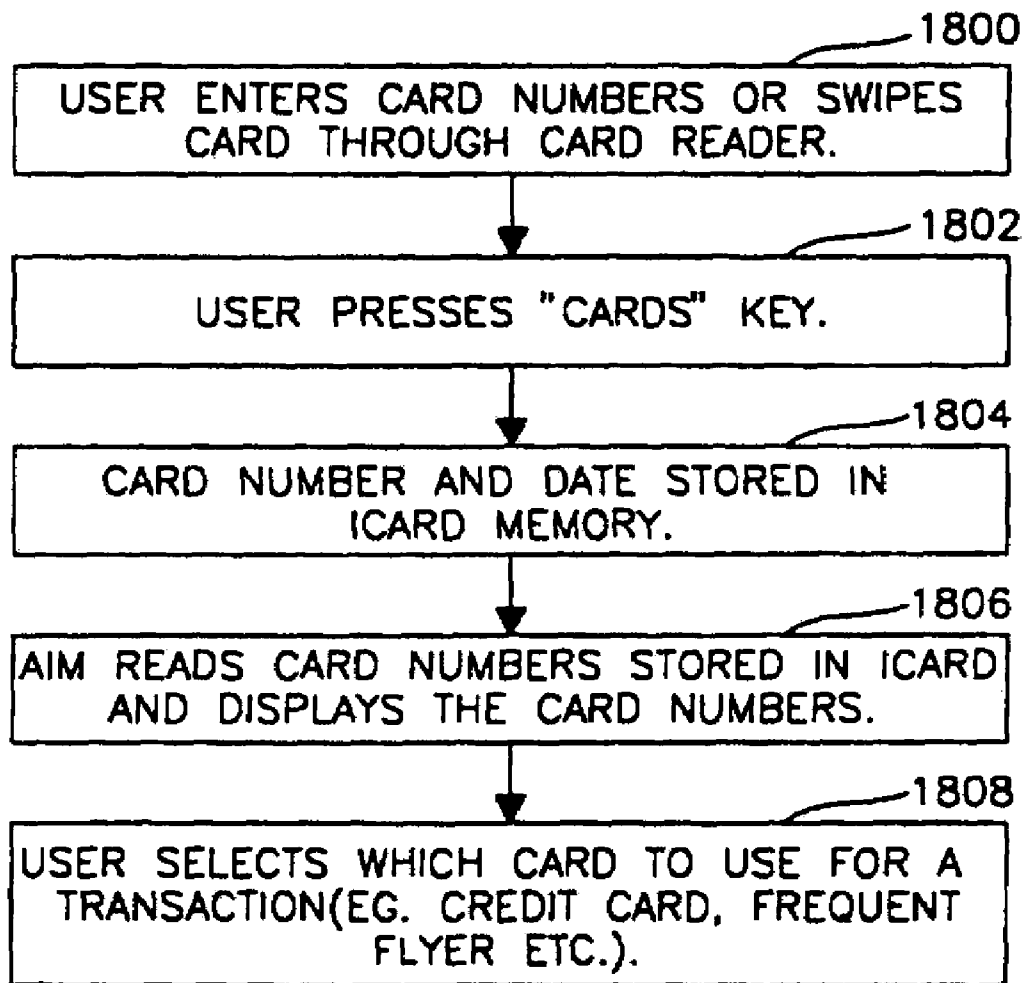 1800
USER ENTERS CARD NUMBERS OR SWIPES
CARD THROUGH CARD READER.
1802
USER PRESSES "CARDS" KEY.
1804
CARD NUMBER AND DATE STORED IN
ICARD MEMORY.
1806
AIM READS CARD NUMBERS STORED IN ICARD
AND DISPLAYS THE CARD NUMBERS.
1808
USER SELECTS WHICH CARD TO USE FOR A
TRANSACTION(EG. CREDIT CARD, FREQUENT
FLYER ETC.).